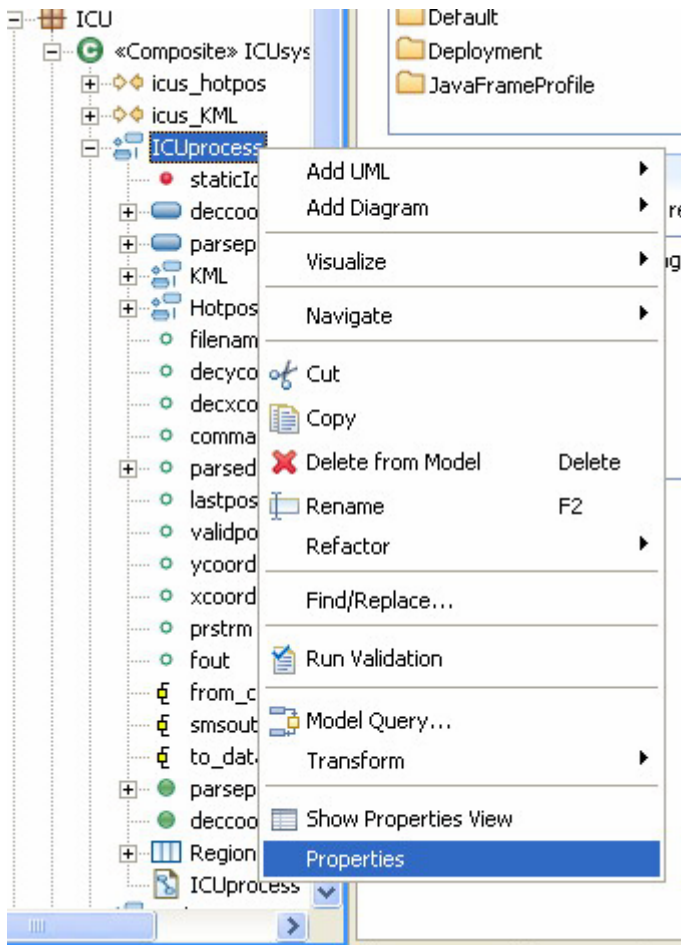 ICU
«Composite» ICUsys
icus_hotpos
icus_KML
ICUprocess
staticId
deccoo
parsep
KML
Hotpos
filenam
decyco
decxco
comma
parsed
lastpos
validpo
ycoord
xcoord
prstrm
fout
from_c
smsout
to_dat
parsep
deccoo
Region
ICUprocess
Default
Deployment
JavaFrameProfile
Add UML
Add Diagram
Visualize
Navigate
Cut
Copy
Delete from Model Delete
Rename F2
Refactor
Find/Replace...
Run Validation
Model Query...
Transform
Show Properties View
Properties